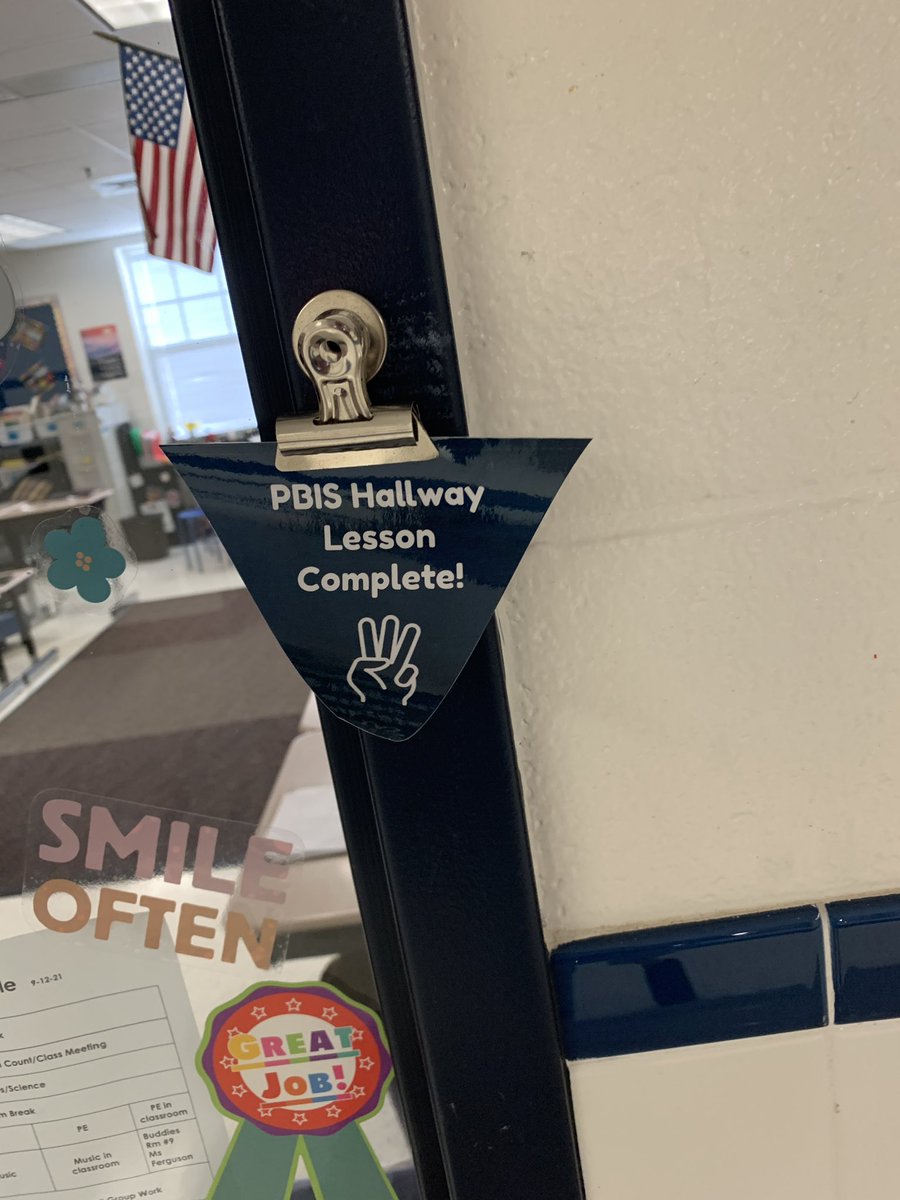 PBIS Hallway
Lesson
Complete!
SMILE
OFTEN
9-12-21
Count/Class Meeting
/Science
Break
PE
PE in
classroom
Music in
classroom
Buddies
Rm #9
Ms
Ferguson
Group Work
GREAT
JOB!